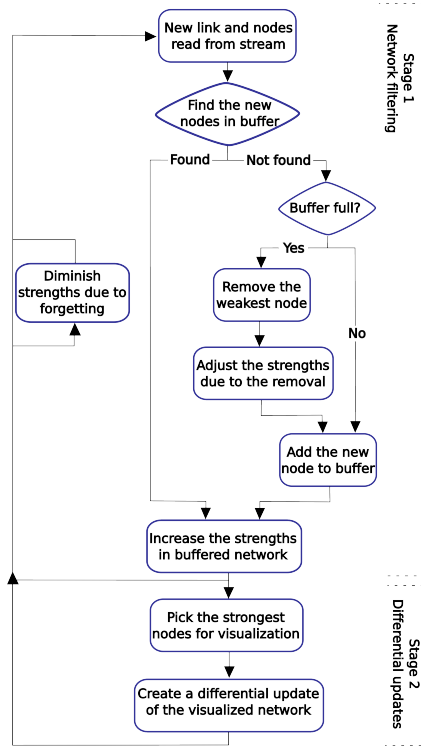 New link and nodes
read from stream
Stage 1
Network filtering
Find the new
nodes in buffer
Found
Not found
Buffer full?
Yes
Diminish
strengths due to
forgetting
Remove the
weakest node
No
Adjust the strengths
due to the removal
Add the new
node to buffer
Increase the strengths
in buffered network
Stage 2
Differential updates
Pick the strongest
nodes for visualization
Create a differential update
of the visualized network